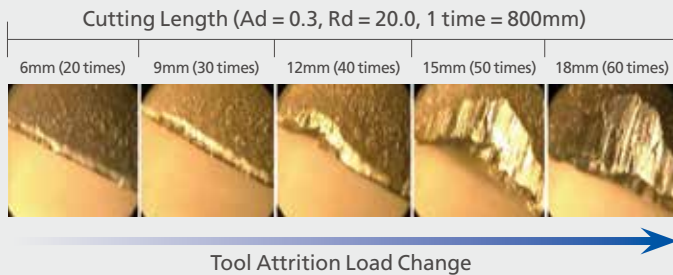 Cutting Length (Ad = 0.3, Rd = 20.0, 1 time = 800mm)
6mm (20 times) 9mm (30 times) 12mm (40 times) 15mm (50 times) 18mm (60 times)
Tool Attrition Load Change